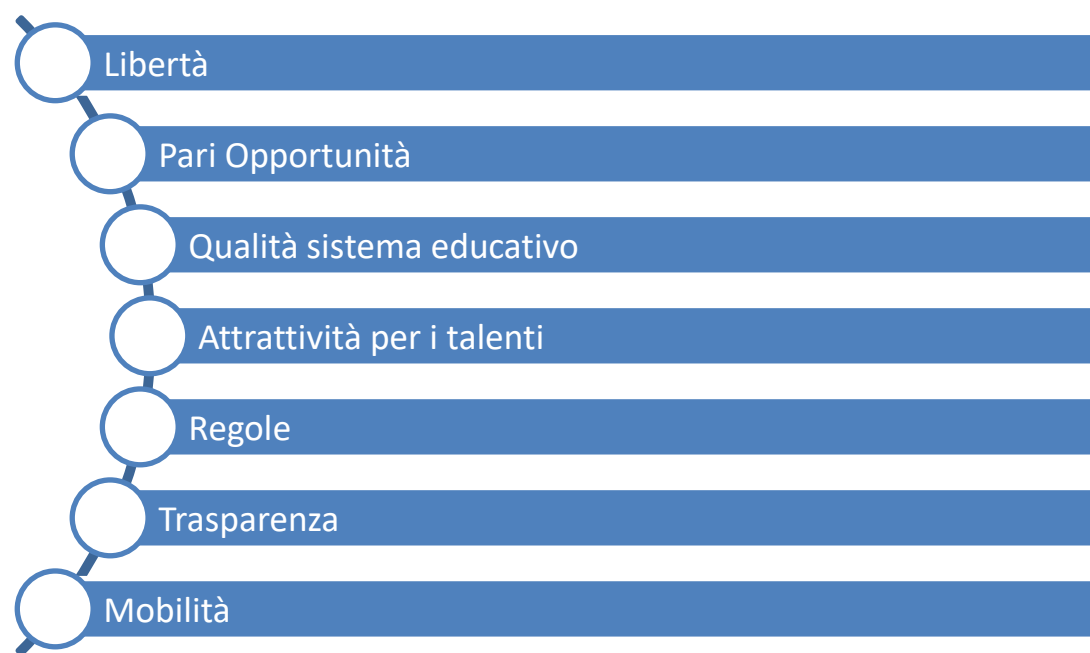 Libertà
Pari Opportunità
Qualità sistema educativo
Attrattività per i talenti
Regole
Trasparenza
Mobilità